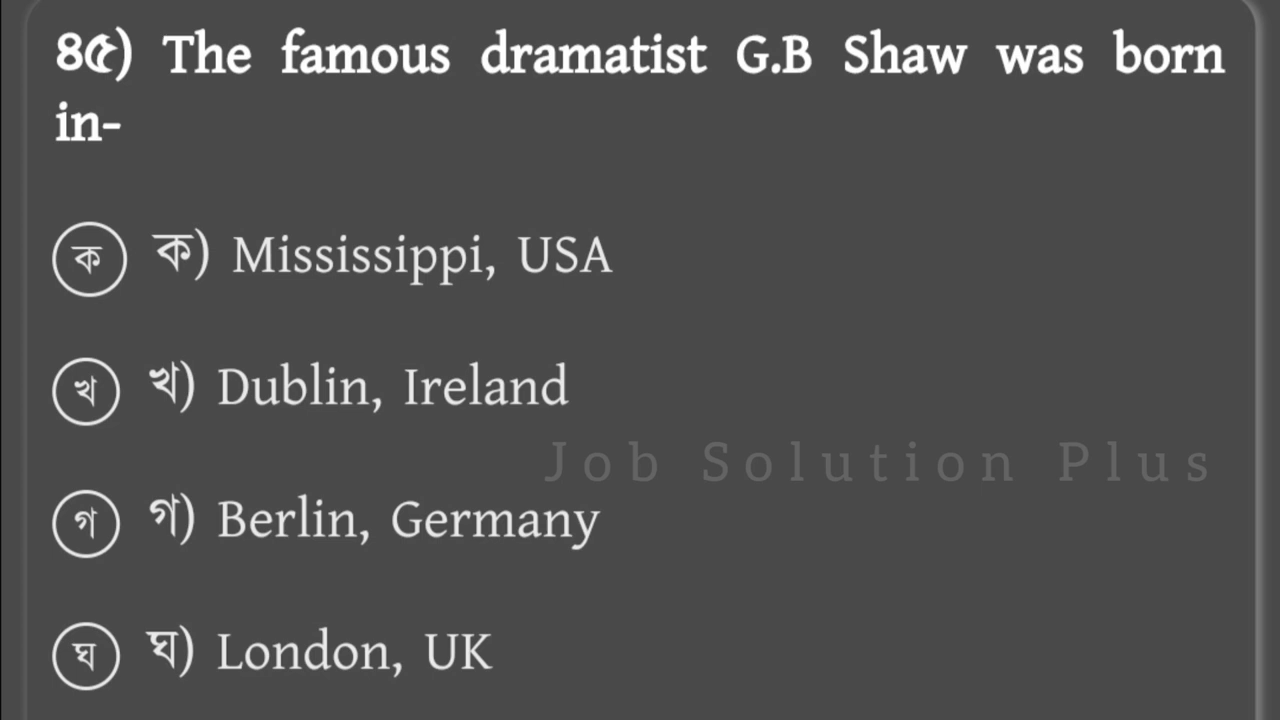 ৪৫) The famous dramatist G.B Shaw was born
in-
ক ক) Mississippi, USA
খ খ) Dublin, Ireland
Job Solution Plus
গ গ) Berlin, Germany
ঘ ঘ) London, UK